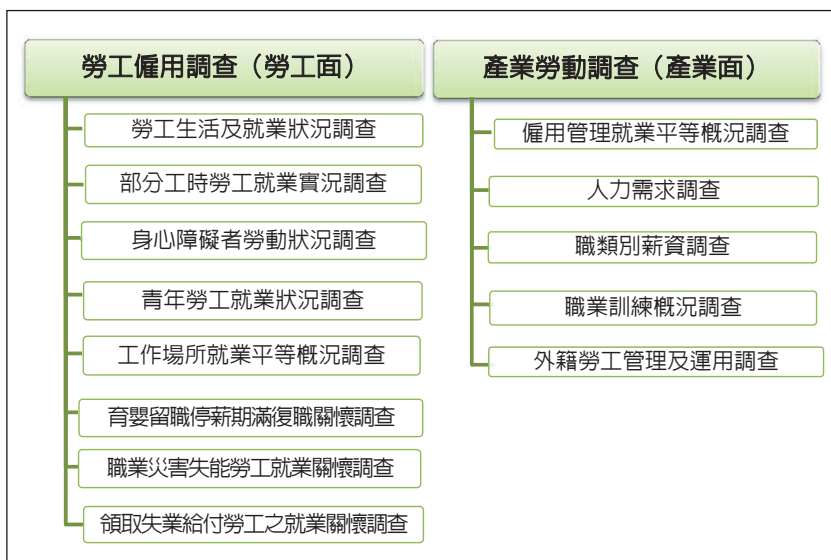 勞工僱用調查（勞工面）
勞工生活及就業狀況調查
部分工時勞工就業實況調查
身心障礙者勞動狀況調查
青年勞工就業狀況調查
工作場所就業平等概況調查
育嬰留職停薪期滿復職關懷調查
職業災害失能勞工就業關懷調查
領取失業給付勞工之就業關懷調查
產業勞動調查（產業面）
僱用管理就業平等概況調查
人力需求調查
職類別薪資調查
職業訓練概況調查
外籍勞工管理及運用調查